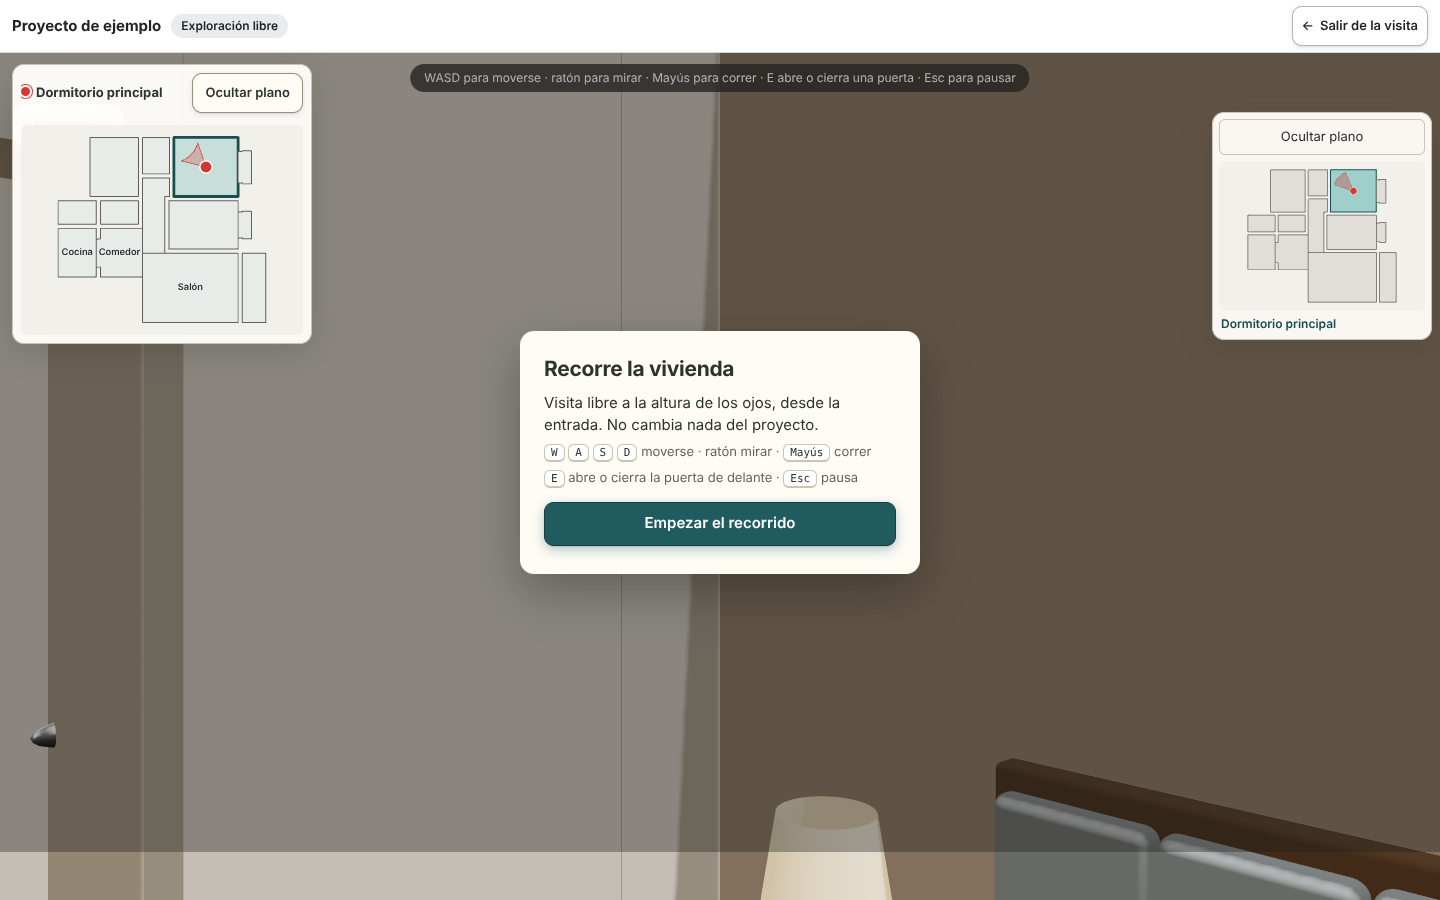 Proyecto de ejemplo
Exploración libre
← Salir de la visita
WASD para moverse · ratón para mirar · Mayús para correr · E abre o cierra una puerta · Esc para pausar
Dormitorio principal
Ocultar plano
Cocina
Comedor
Salón
Ocultar plano
Dormitorio principal
Recorre la vivienda
Visita libre a la altura de los ojos, desde la
entrada. No cambia nada del proyecto.
W A S D moverse · ratón mirar · Mayús correr
E abre o cierra la puerta de delante · Esc pausa
Empezar el recorrido